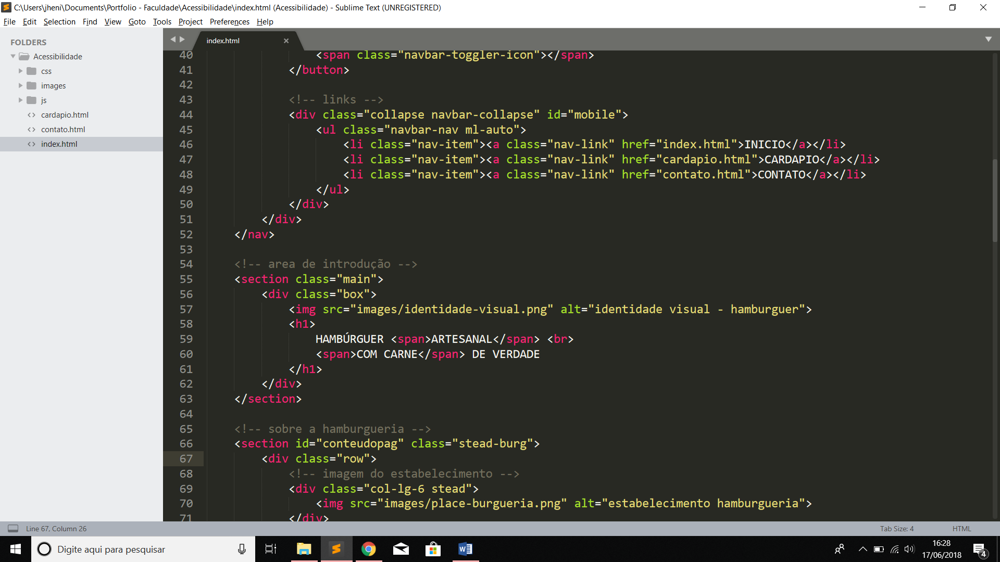 C:\Users\jheni\Documents\Portfolio - Faculdade\Acessibilidade\index.html (Acessibilidade) - Sublime Text (UNREGISTERED)
File Edit Selection Find View Goto Tools Project Preferences Help
FOLDERS
Acessibilidade
css
images
js
cardapio.html
contato.html
index.html
index.html
40 <span class="navbar-toggler-icon"></span>
41 </button>
42
43 <!-- links -->
44 <div class="collapse navbar-collapse" id="mobile">
45 <ul class="navbar-nav ml-auto">
46 <li class="nav-item"><a class="nav-link" href="index.html">INICIO</a></li>
47 <li class="nav-item"><a class="nav-link" href="cardapio.html">CARDAPIO</a></li>
48 <li class="nav-item"><a class="nav-link" href="contato.html">CONTATO</a></li>
49 </ul>
50 </div>
51 </div>
52 </nav>
53
54 <!-- area de introdução -->
55 <section class="main">
56 <div class="box">
57 <img src="images/identidade-visual.png" alt="identidade visual - hamburguer">
58 <h1>
59 HAMBÚRGUER <span>ARTESANAL</span> <br>
60 <span>COM CARNE</span> DE VERDADE
61 </h1>
62 </div>
63 </section>
64
65 <!-- sobre a hamburgueria -->
66 <section id="conteudopag" class="stead-burg">
67 <div class="row">
68 <!-- imagem do estabelecimento -->
69 <div class="col-lg-6 stead">
70 <img src="images/place-burgueria.png" alt="estabelecimento hamburgueria">
71 </div>
Line 67, Column 26
Tab Size: 4
HTML
Digite aqui para pesquisar
16:28
17/06/2018
4